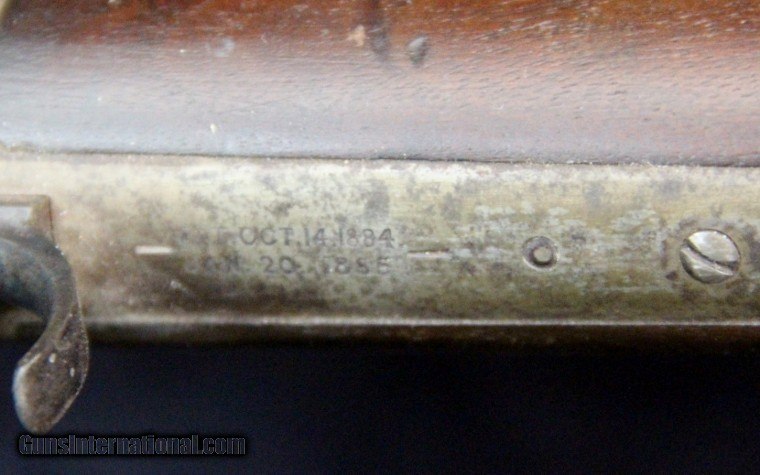 OCT. 14. 1884.
20. 1885
GunsInternational.com